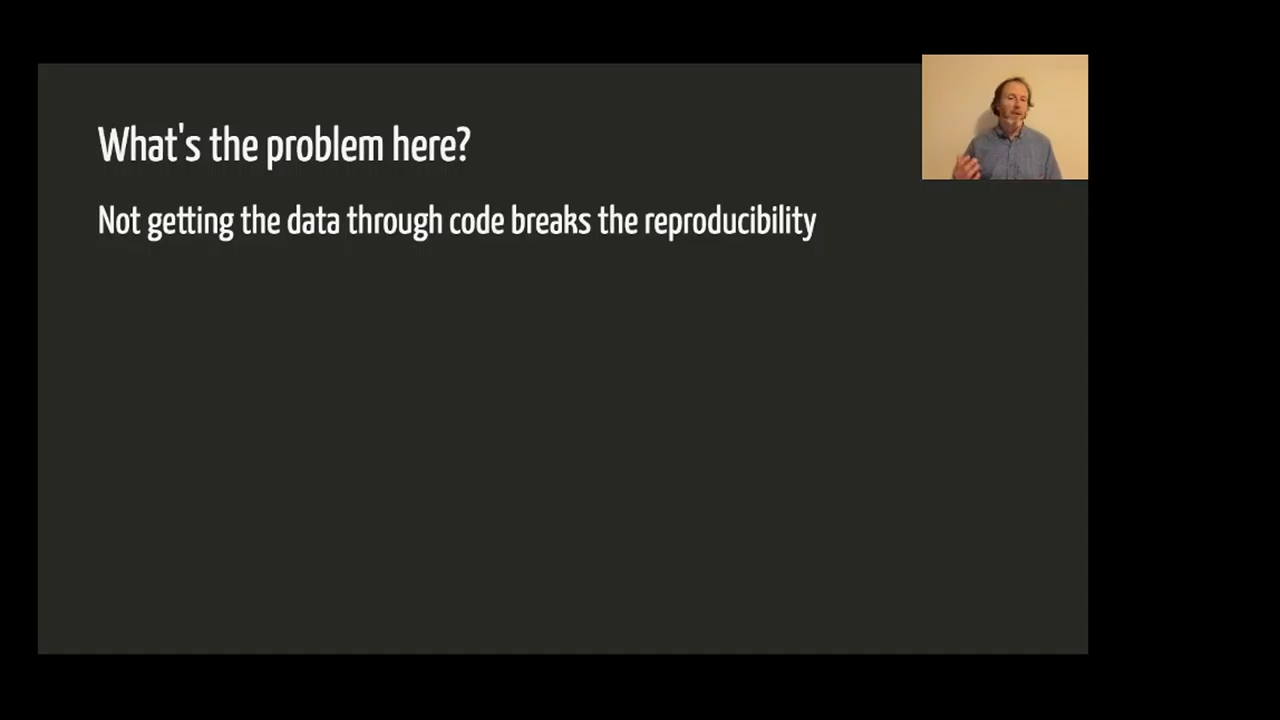 What's the problem here?
Not getting the data through code breaks the reproducibility